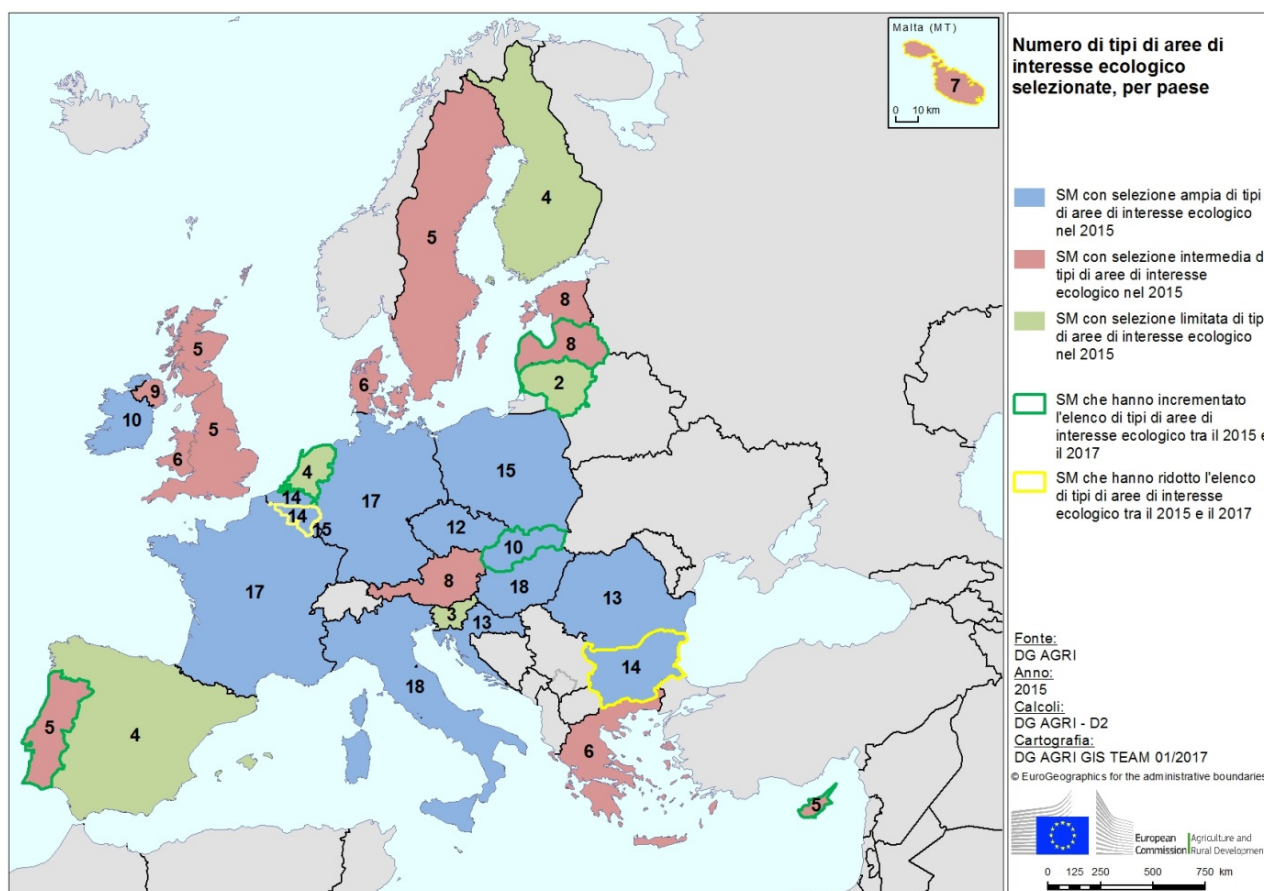 Malta (MT)
7
0 10 km
4
5
8
8
2
5
9
10
5
6
6
4
14
14
15
17
15
12
10
8
18
13
3
13
17
18
14
5
4
6
5
Numero di tipi di aree di
interesse ecologico
selezionate, per paese
SM con selezione ampia di tipi
di aree di interesse ecologico
nel 2015
SM con selezione intermedia d
tipi di aree di interesse
ecologico nel 2015
SM con selezione limitata di tip
di aree di interesse ecologico
nel 2015
SM che hanno incrementato
l'elenco di tipi di aree di
interesse ecologico tra il 2015 e
il 2017
SM che hanno ridotto l'elenco
di tipi di aree di interesse
ecologico tra il 2015 e il 2017
Fonte:
DG AGRI
Anno:
2015
Calcoli:
DG AGRI - D2
Cartografia:
DG AGRI GIS TEAM 01/2017
© EuroGeographics for the administrative boundaries
European
Commission
Agriculture and
Rural Development
0 125 250 500 750 km